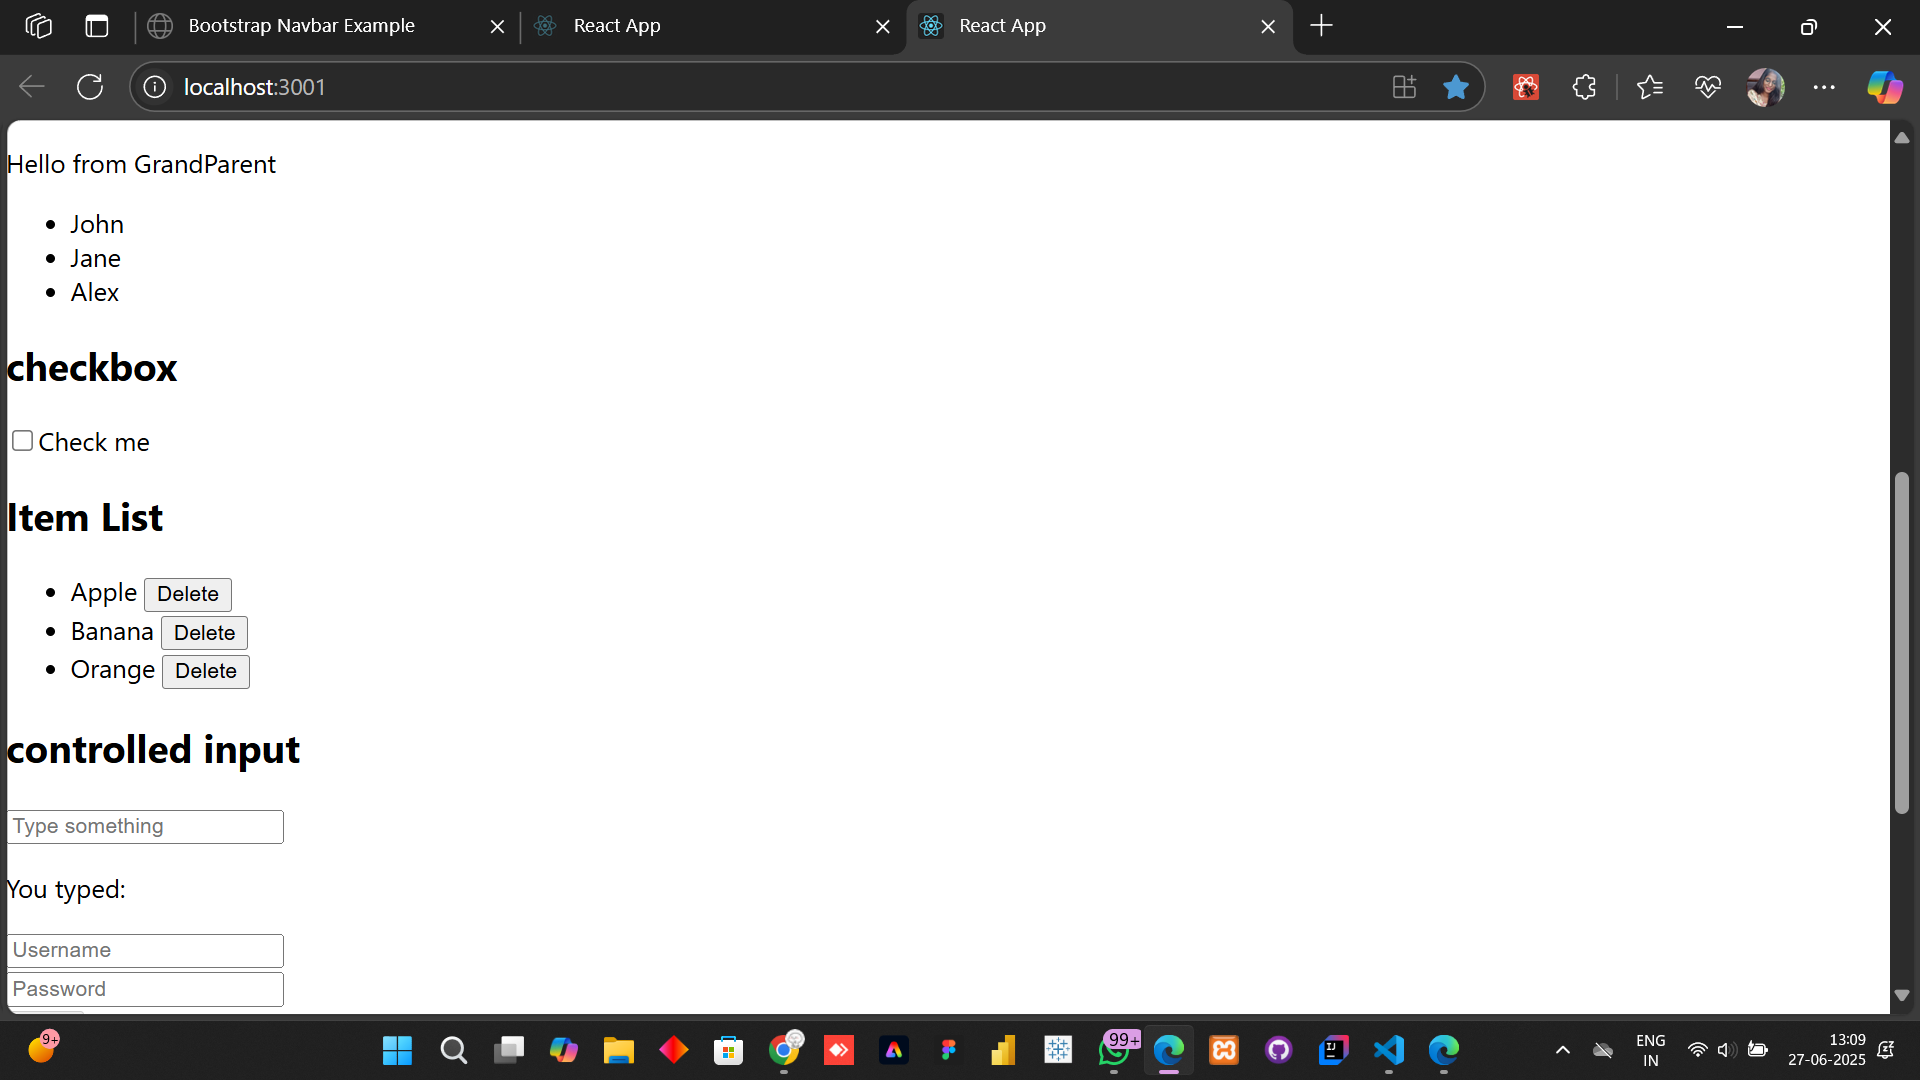 Bootstrap Navbar Example
React App
React App
localhost:3001
Hello from GrandParent
John
Jane
Alex
checkbox
Check me
Item List
Apple Delete
Banana Delete
Orange Delete
controlled input
Type something
You typed:
Username
Password
9+
99+
IJ
ENG
IN
13:09
27-06-2025